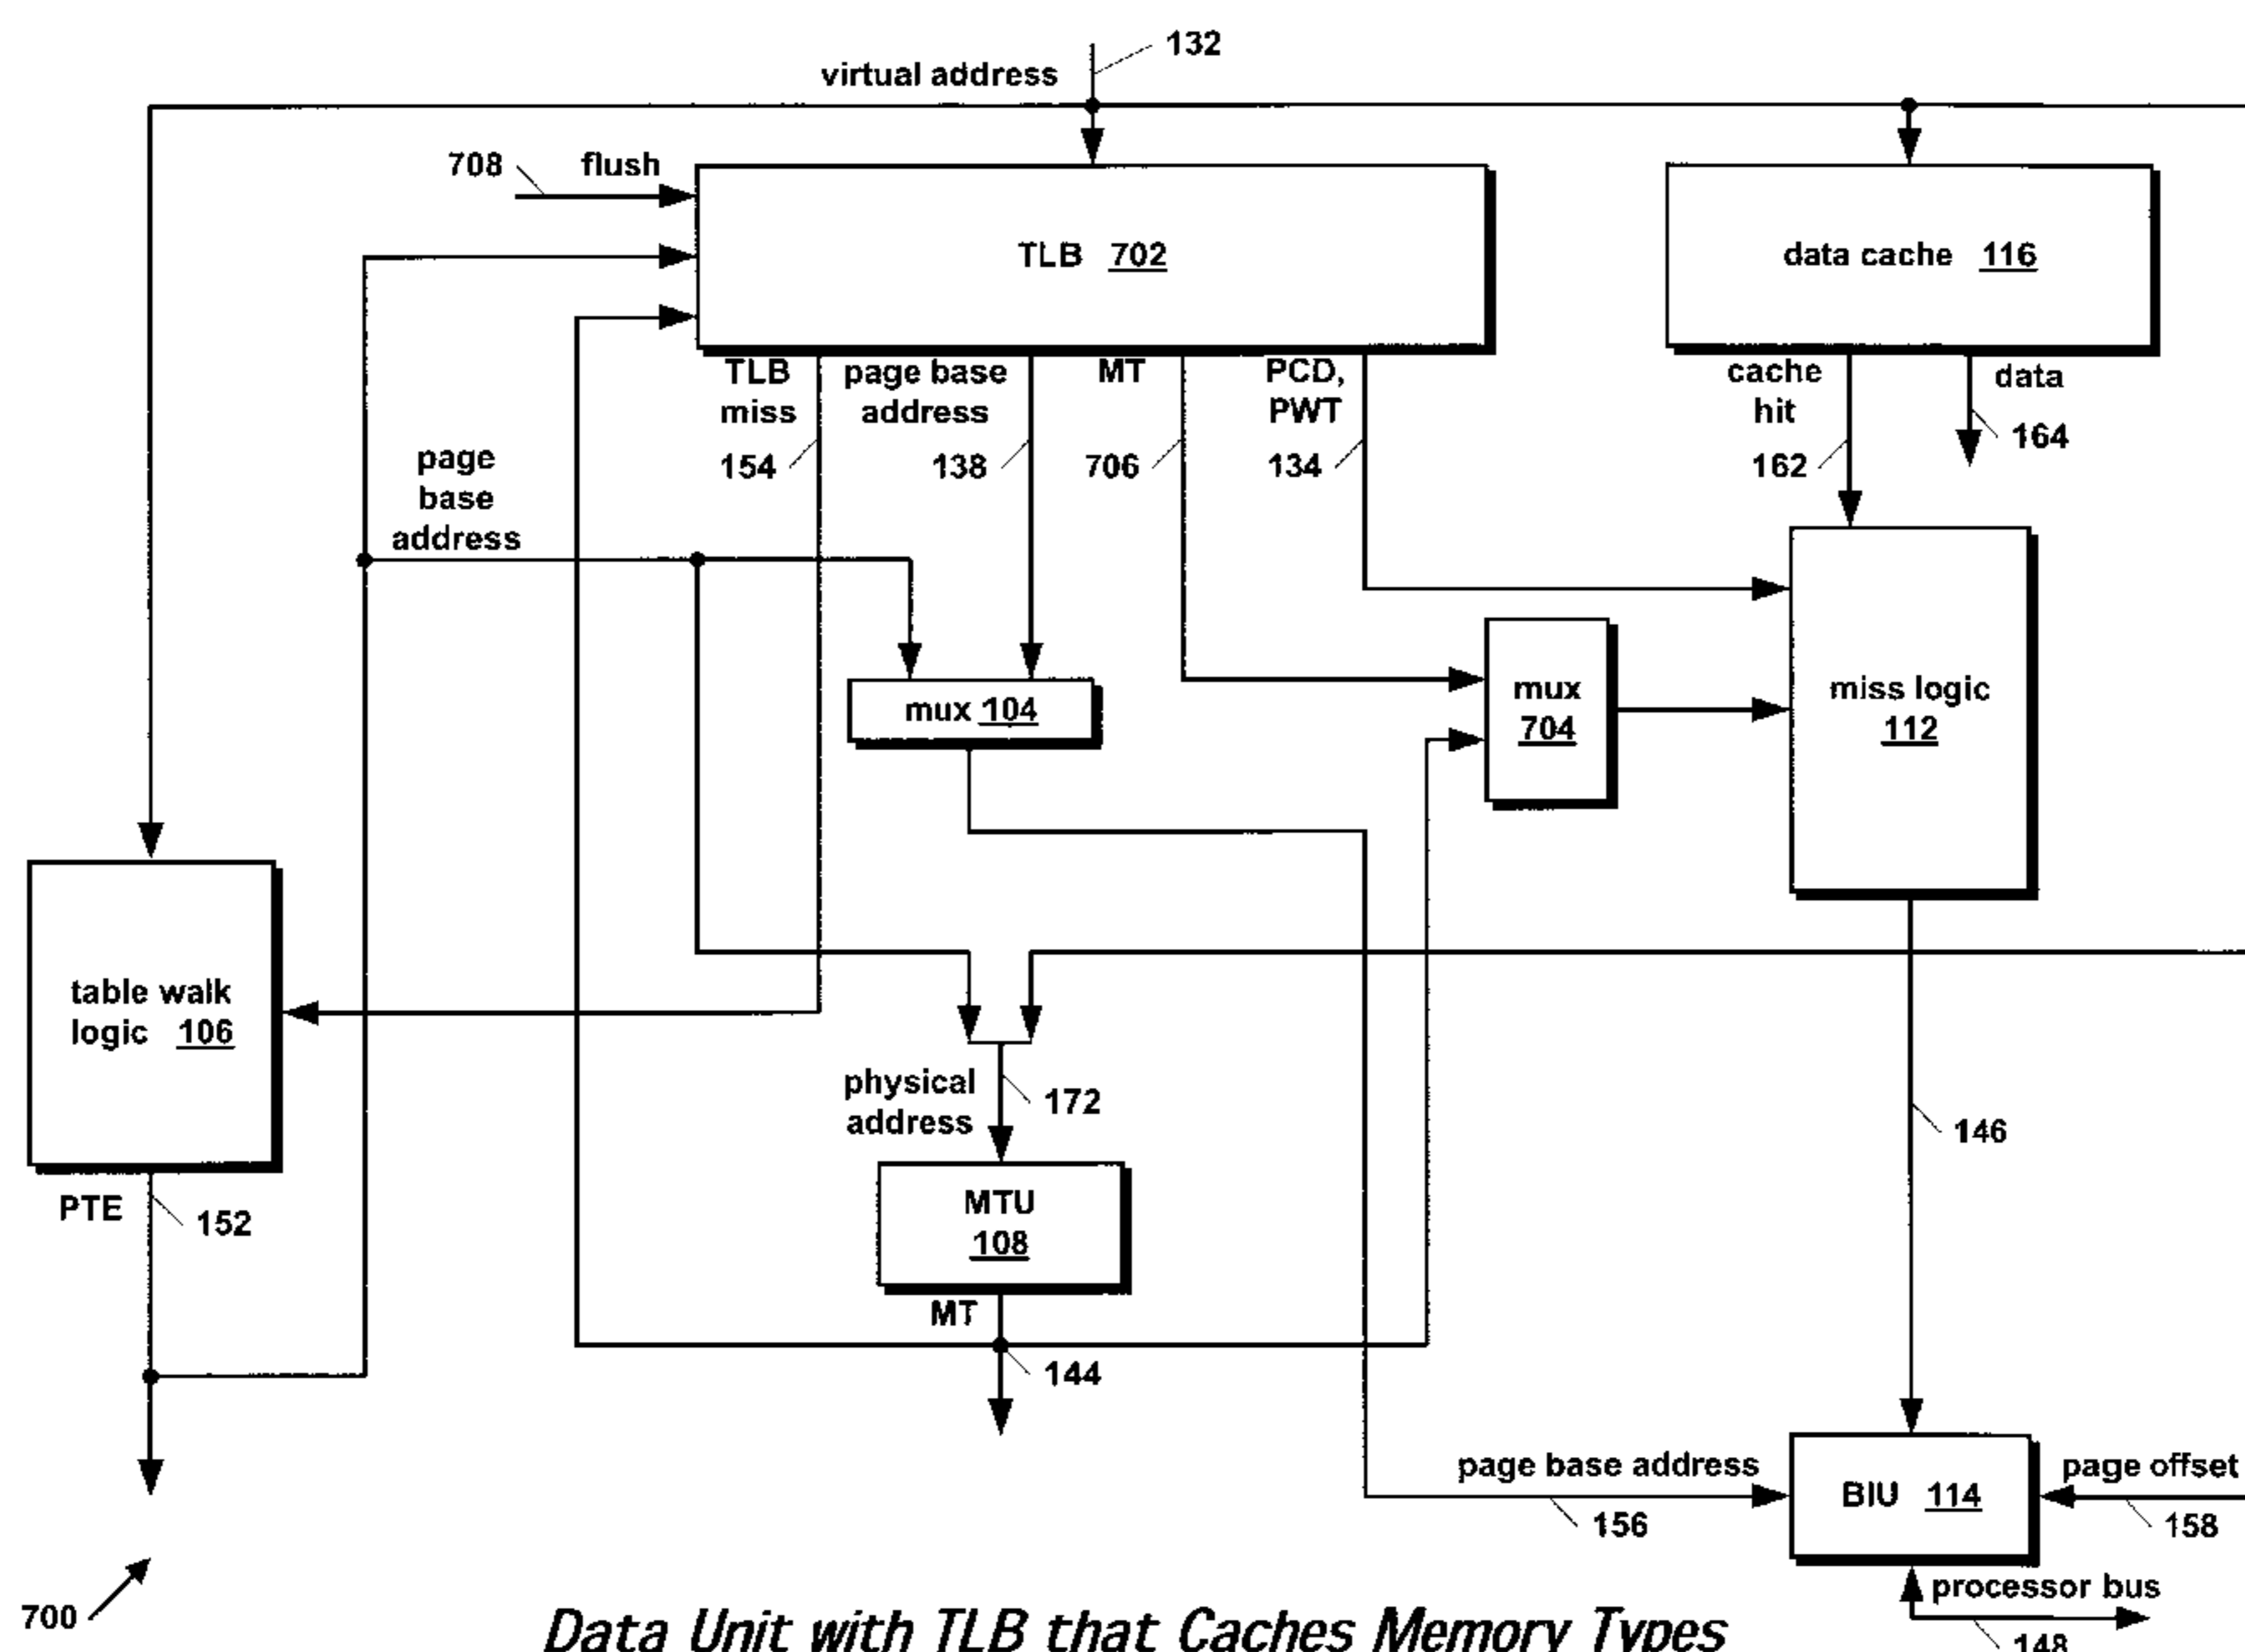 132
virtual address
708 flush
TLB 702
data cache 116
TLB
miss
154
page base
address
138
MT
706
PCD,
PWT
134
cache
hit
162
data
164
page
base
address
mux 104
mux
704
miss logic
112
table walk
logic 106
physical
address
172
146
PTE
152
MTU
108
MT
144
page base address
156
BIU 114
page offset
158
processor bus
148
700
Data Unit with TLB that Caches Memory Types